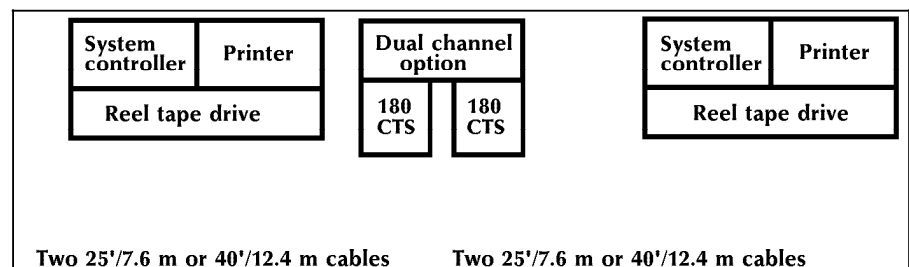 System
controller
Printer
Reel tape drive
Dual channel
option
180
CTS
180
CTS
System
controller
Printer
Reel tape drive
Two 25'/7.6 m or 40'/12.4 m cables
Two 25'/7.6 m or 40'/12.4 m cables